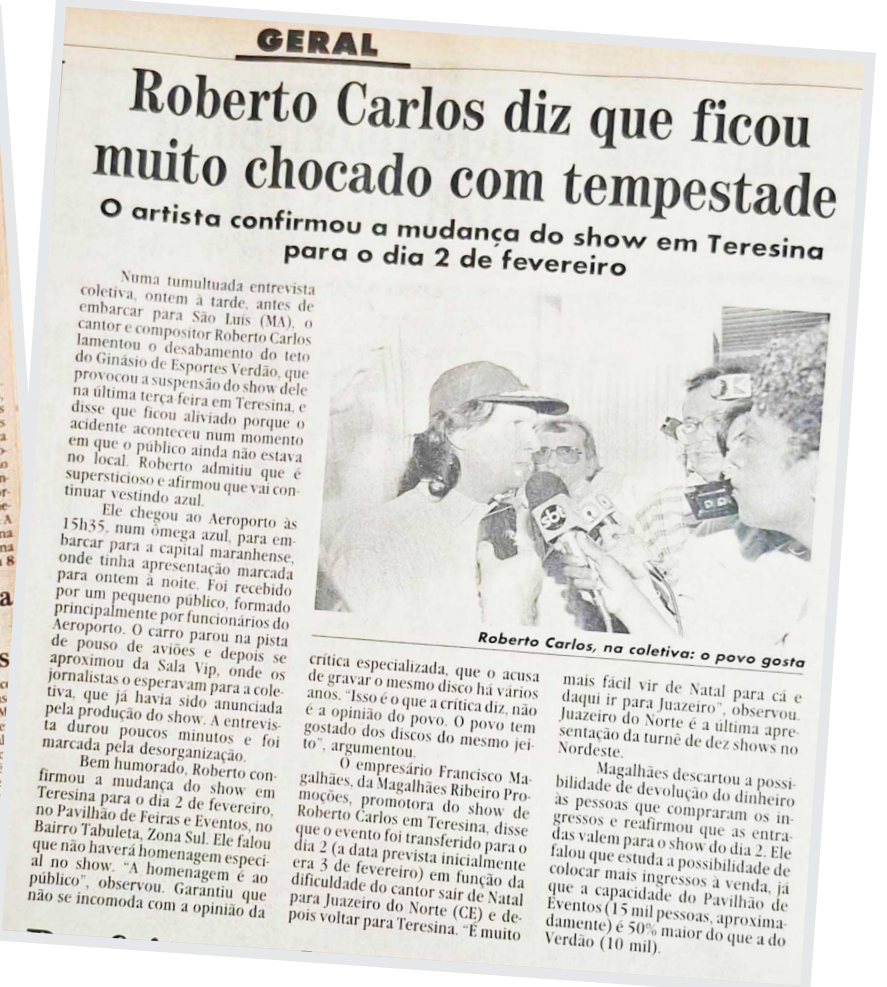 GERAL
Roberto Carlos diz que ficou
muito chocado com tempestade
O artista confirmou a mudança do show em Teresina
para o dia 2 de fevereiro
Numa tumultuada entrevista
coletiva, ontem à tarde, antes de
embarcar para São Luís (MA), o
cantor e compositor Roberto Carlos
lamentou o desabamento do teto
do Ginásio de Esportes Verdão, que
provocou a suspensão do show dele
na última terça-feira em Teresina, e
disse que ficou aliviado porque o
acidente aconteceu num momento
em que o público ainda não estava
no local. Roberto admitiu que é
supersticioso e afirmou que vai con-
tinuar vestindo azul.
Ele chegou ao Aeroporto às
15h35, num ômega azul, para em-
barcar para a capital maranhense,
onde tinha apresentação marcada
para ontem à noite. Foi recebido
por um pequeno público, formado
principalmente por funcionários do
Aeroporto. O carro parou na pista
de pouso de aviões e depois se
aproximou da Sala Vip, onde os
jornalistas o esperavam para a cole-
tiva, que já havia sido anunciada
pela produção do show. A entrevis-
ta durou poucos minutos e foi
marcada pela desorganização.
Bem humorado, Roberto con-
firmou a mudança do show em
Teresina para o dia 2 de fevereiro,
no Pavilhão de Feiras e Eventos, no
Bairro Tabuleta, Zona Sul. Ele falou
que não haverá homenagem especi-
al no show. “A homenagem é ao
público”, observou. Garantiu que
não se incomoda com a opinião da
sbt
Roberto Carlos, na coletiva: o povo gosta
crítica especializada, que o acusa
de gravar o mesmo disco há vários
anos. “Isso é o que a crítica diz, não
é a opinião do povo. O povo tem
gostado dos discos do mesmo jei-
to”, argumentou.
O empresário Francisco Ma-
galhães, da Magalhães Ribeiro Pro-
moções, promotora do show de
Roberto Carlos em Teresina, disse
que o evento foi transferido para o
dia 2 (a data prevista inicialmente
era 3 de fevereiro) em função da
dificuldade do cantor sair de Natal
para Juazeiro do Norte (CE) e de-
pois voltar para Teresina. “É muito
mais fácil vir de Natal para cá e
daqui ir para Juazeiro”, observou.
Juazeiro do Norte é a última apre-
sentação da turnê de dez shows no
Nordeste.
Magalhães descartou a possi-
bilidade de devolução do dinheiro
às pessoas que compraram os in-
gressos e reafirmou que as entra-
das valem para o show do dia 2. Ele
falou que estuda a possibilidade de
colocar mais ingressos à venda, já
que a capacidade do Pavilhão de
Eventos (15 mil pessoas, aproxima-
damente) é 50% maior do que a do
Verdão (10 mil).